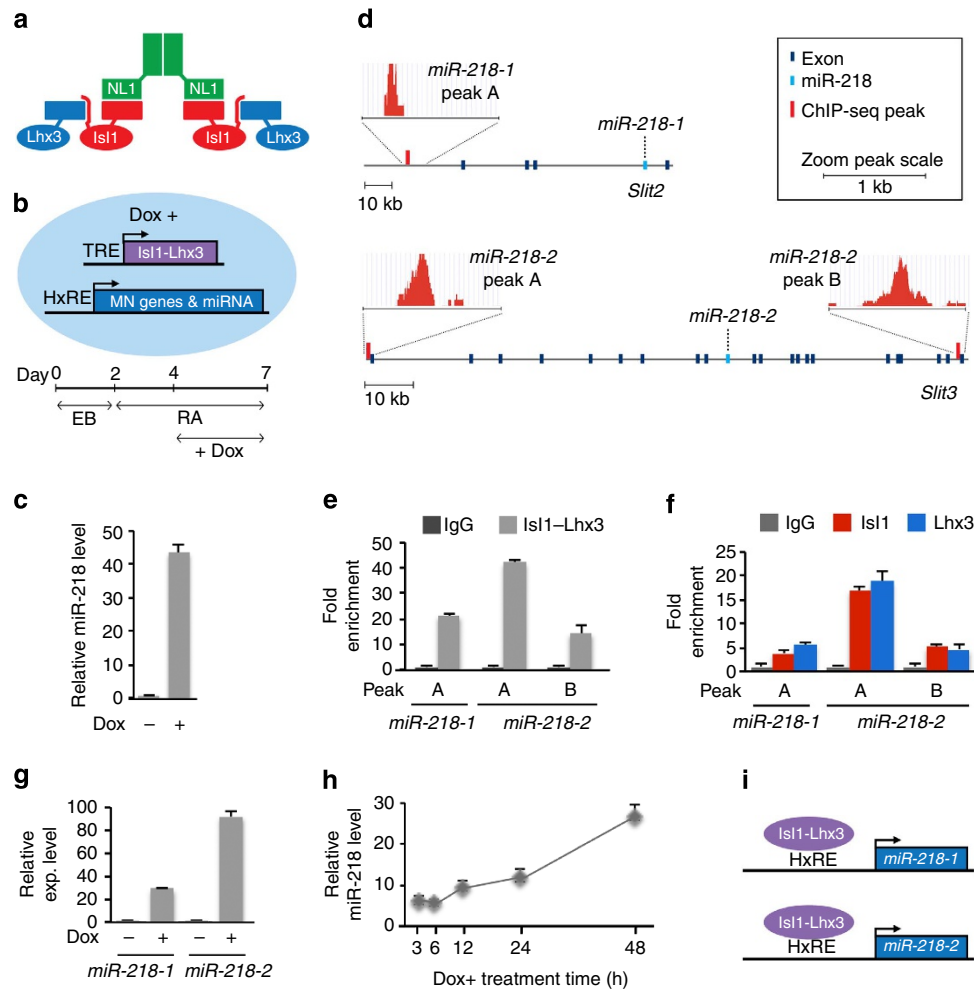 a
NL1 NL1
Lhx3 Isl1 Isl1 Lhx3
b
Dox +
TRE Isl1-Lhx3
HxRE MN genes & miRNA
Day 0 2 4 7
EB RA
+ Dox
c
Relative miR-218 level
50
40
30
20
10
0
Dox – +
d
miR-218-1
peak A
miR-218-1
Slit2
10 kb
Exon
miR-218
ChIP-seq peak
Zoom peak scale
1 kb
miR-218-2
peak A
miR-218-2
peak B
miR-218-2
10 kb
Slit3
e
IgG Isl1–Lhx3
Fold
enrichment
50
40
30
20
10
0
Peak A A B
miR-218-1 miR-218-2
f
IgG Isl1 Lhx3
Fold
enrichment
25
20
15
10
5
0
Peak A A B
miR-218-1 miR-218-2
g
Relative
exp. level
100
80
60
40
20
0
Dox – + – +
miR-218-1 miR-218-2
h
Relative
miR-218 level
30
20
10
0
3 6 12 24 48
Dox+ treatment time (h)
i
Isl1-Lhx3
HxRE miR-218-1
Isl1-Lhx3
HxRE miR-218-2